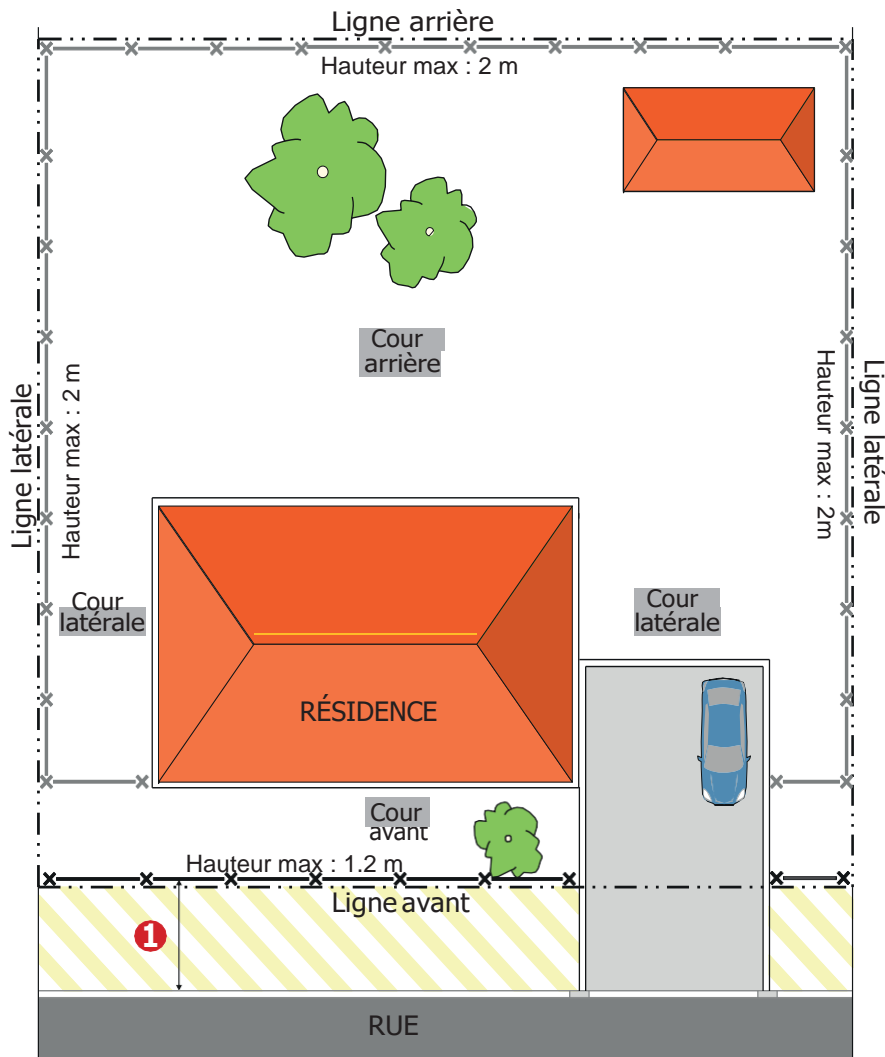 Ligne arrière
Hauteur max : 2 m
Cour
arrière
Ligne latérale
Hauteur max : 2 m
Hauteur max : 2m
Ligne latérale
Cour
latérale
Cour
latérale
RÉSIDENCE
Cour
avant
Hauteur max : 1.2 m
Ligne avant
1
RUE